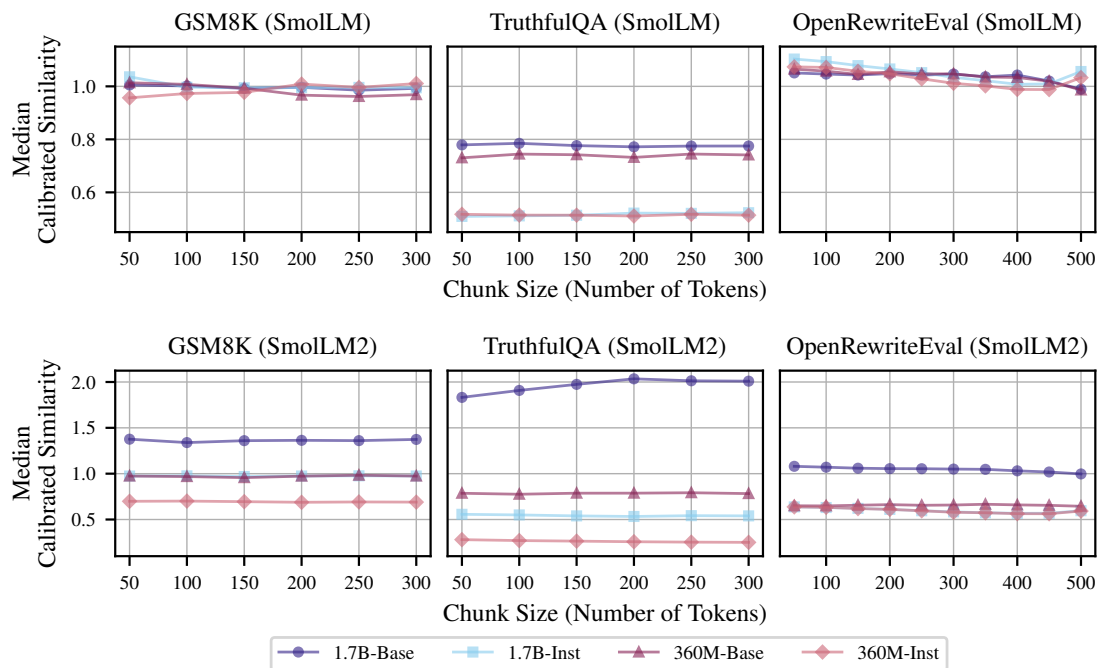 GSM8K (SmolLM)
TruthfulQA (SmolLM)
OpenRewriteEval (SmolLM)
Median
Calibrated Similarity
1.0
0.8
0.6
50 100 150 200 250 300
50 100 150 200 250 300
100 200 300 400 500
Chunk Size (Number of Tokens)
GSM8K (SmolLM2)
TruthfulQA (SmolLM2)
OpenRewriteEval (SmolLM2)
Median
Calibrated Similarity
2.0
1.5
1.0
0.5
50 100 150 200 250 300
50 100 150 200 250 300
100 200 300 400 500
Chunk Size (Number of Tokens)
1.7B-Base 1.7B-Inst 360M-Base 360M-Inst